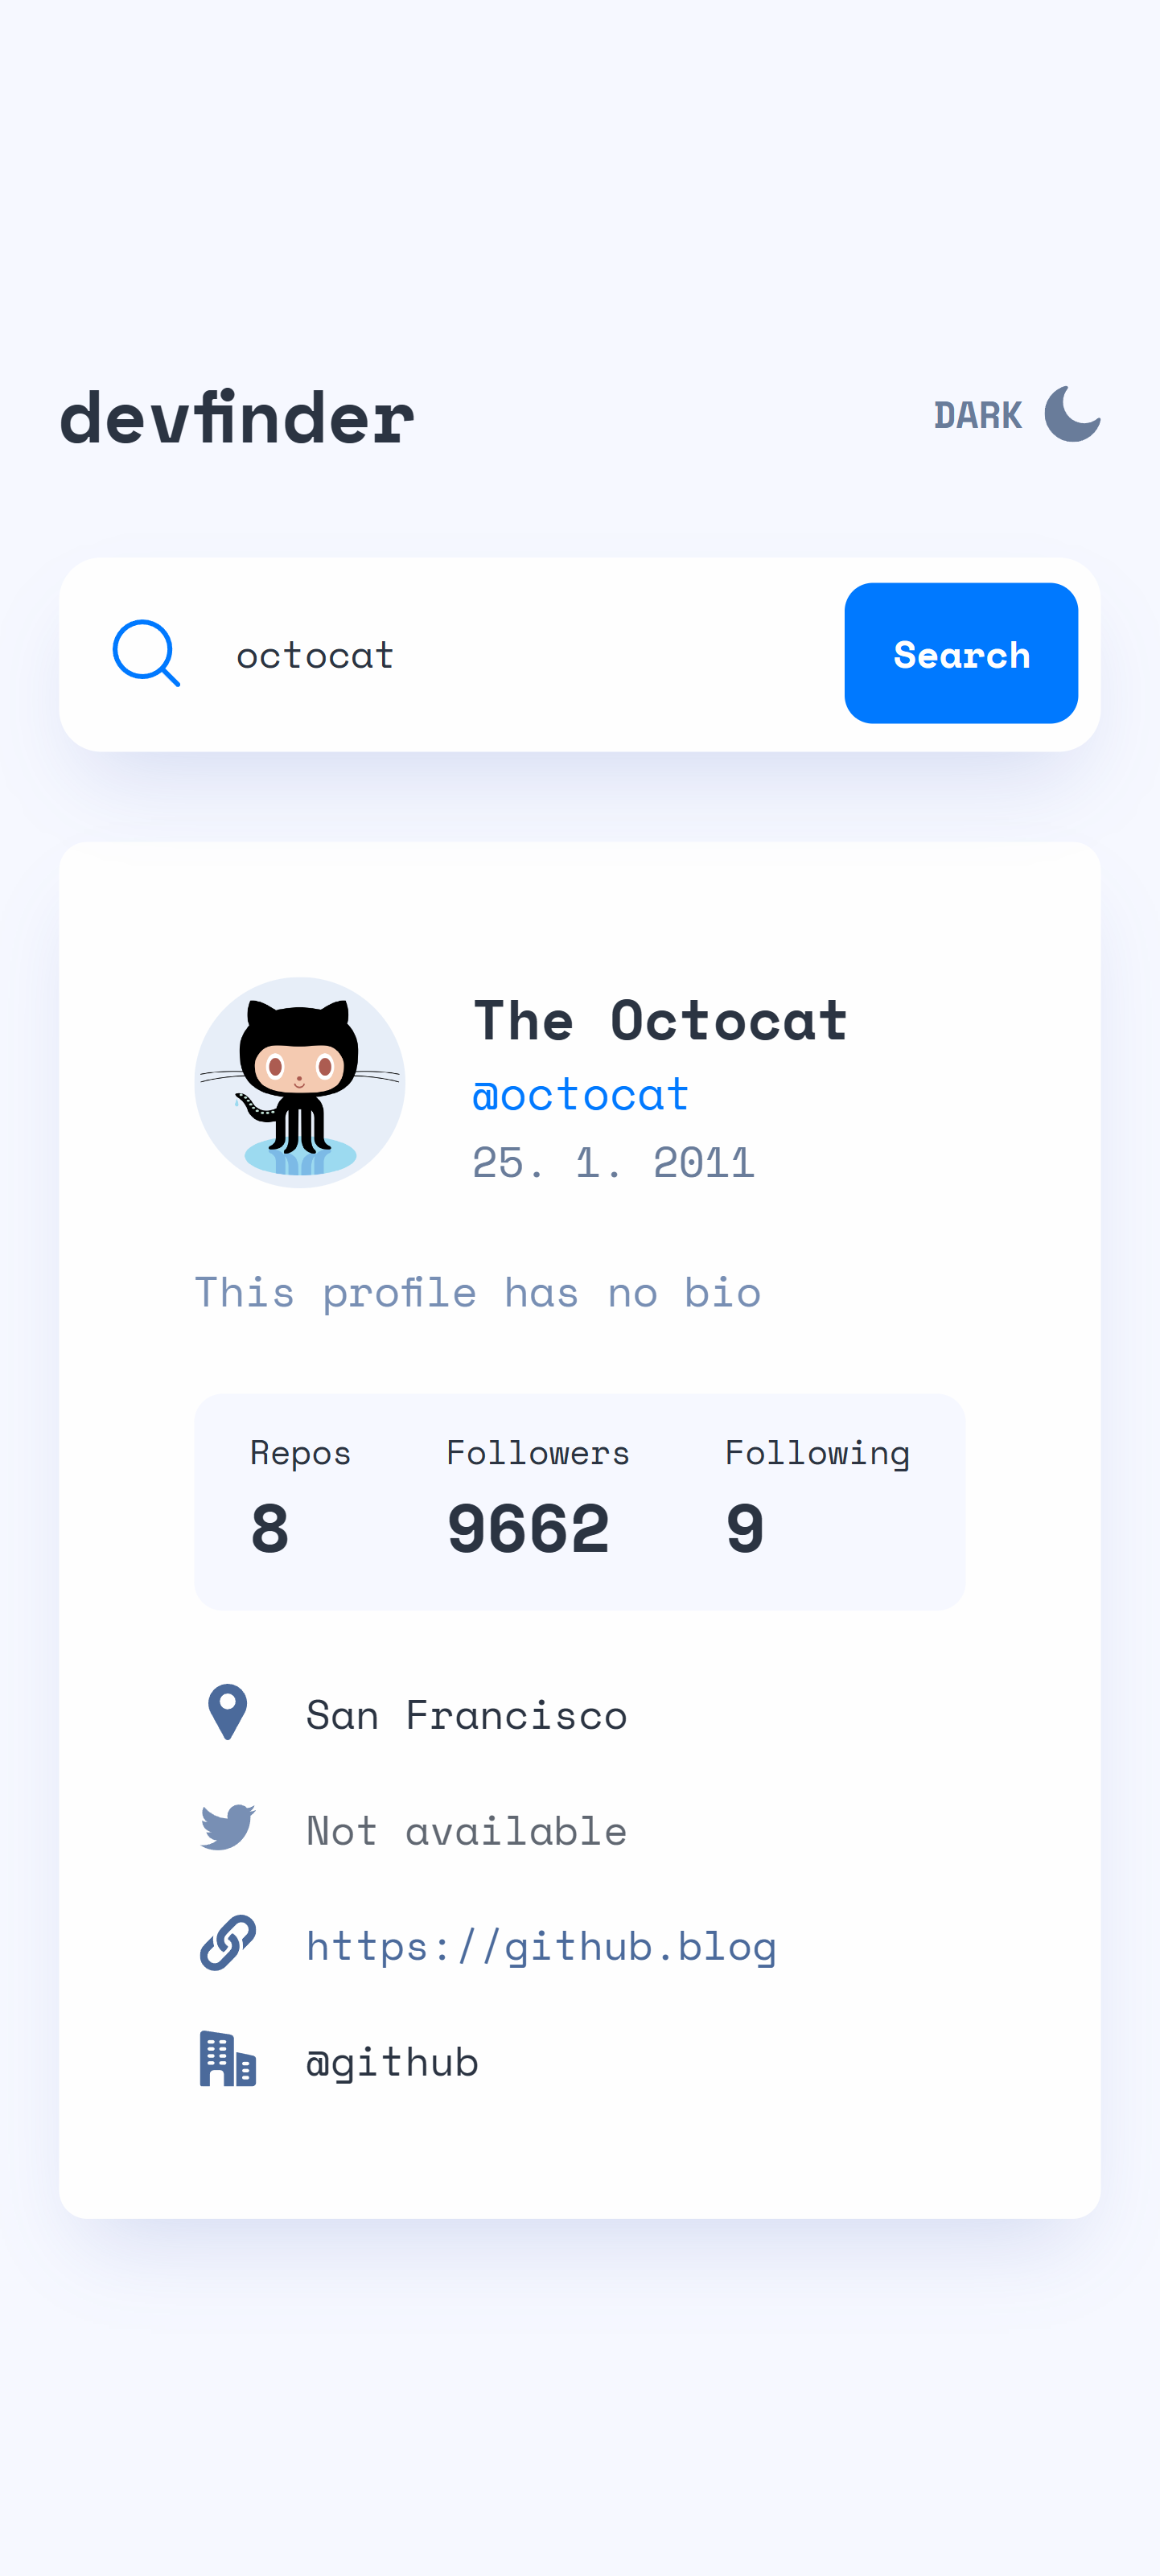 devfinder
DARK
octocat
Search
The Octocat
@octocat
25. 1. 2011
This profile has no bio
Repos Followers Following
8 9662 9
San Francisco
Not available
https://github.blog
@github